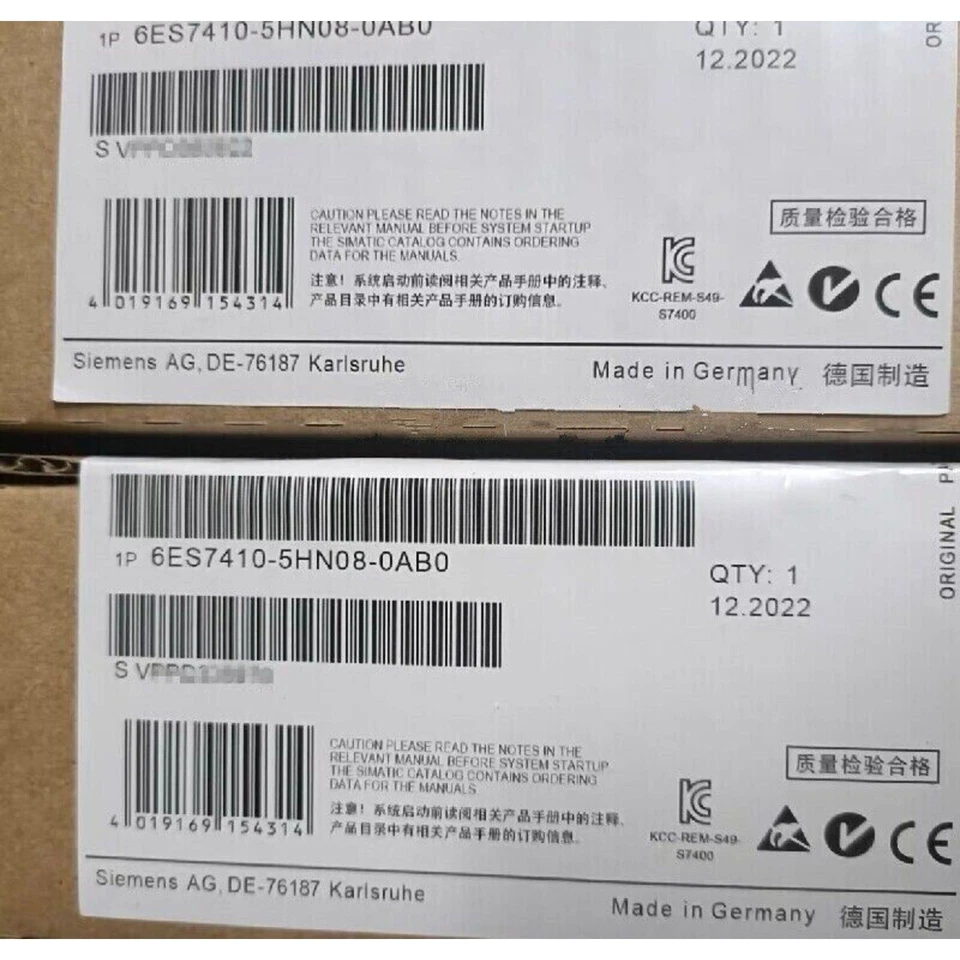 1P 6ES7410-5HN08-0AB0
QTY: 1
12.2022
S
CAUTION PLEASE READ THE NOTES IN THE
RELEVANT MANUAL BEFORE SYSTEM STARTUP
THE SIMATIC CATALOG CONTAINS ORDERING
DATA FOR THE MANUALS.
注意！系统启动前读阅相关产品手册中的注释、
产品目录中有相关产品手册的订购信息。
4 019169 154314
质量检验合格
KCC-REM-S49-
S7400
CE
Siemens AG, DE-76187 Karlsruhe
Made in Germany 德国制造
1P 6ES7410-5HN08-0AB0
QTY: 1
12.2022
ORIGINAL
S
CAUTION PLEASE READ THE NOTES IN THE
RELEVANT MANUAL BEFORE SYSTEM STARTUP
THE SIMATIC CATALOG CONTAINS ORDERING
DATA FOR THE MANUALS
注意！系统启动前读阅相关产品手册中的注释、
产品目录中有相关产品手册的订购信息。
4 019169 154314
质量检验合格
KCC-REM-S49-
S7400
CE
Siemens AG, DE-76187 Karlsruhe
Made in Germany 德国制造